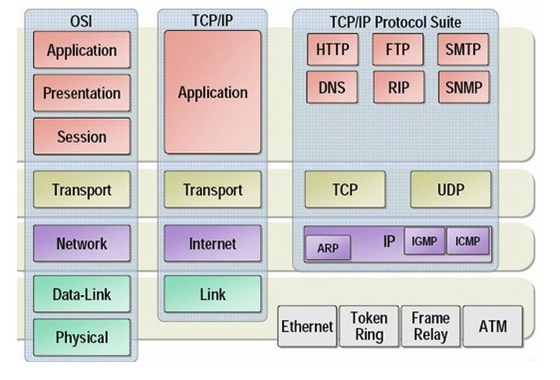 OSI
TCP/IP
TCP/IP Protocol Suite
Application
Presentation
Session
Application
HTTP
FTP
SMTP
DNS
RIP
SNMP
Transport
Transport
TCP
UDP
Network
Internet
ARP
IP
IGMP
ICMP
Data-Link
Physical
Link
Ethernet
Token
Ring
Frame
Relay
ATM